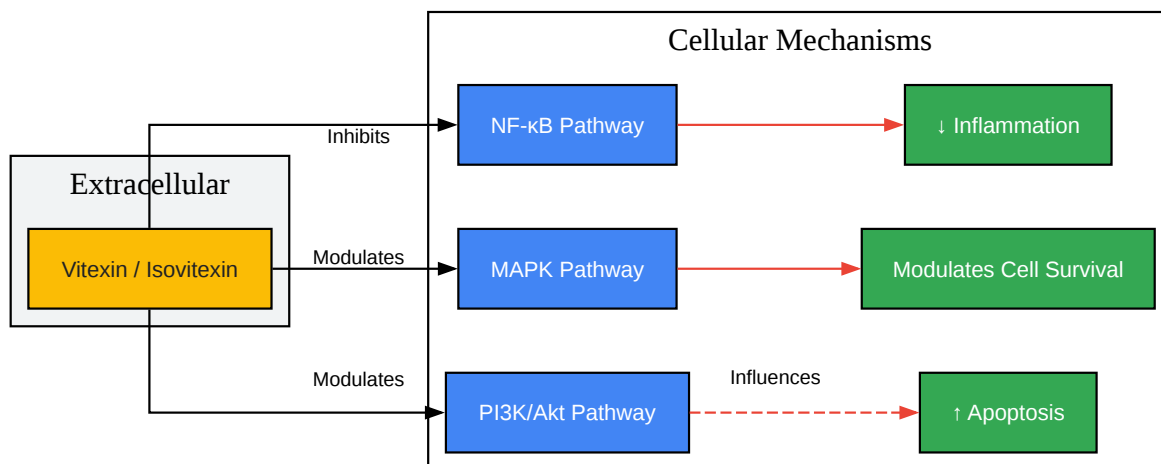 Cellular Mechanisms
NF-κB Pathway
↓ Inflammation
Inhibits
Extracellular
Vitexin / Isovitexin
Modulates
MAPK Pathway
Modulates Cell Survival
Modulates
PI3K/Akt Pathway
Influences
↑ Apoptosis